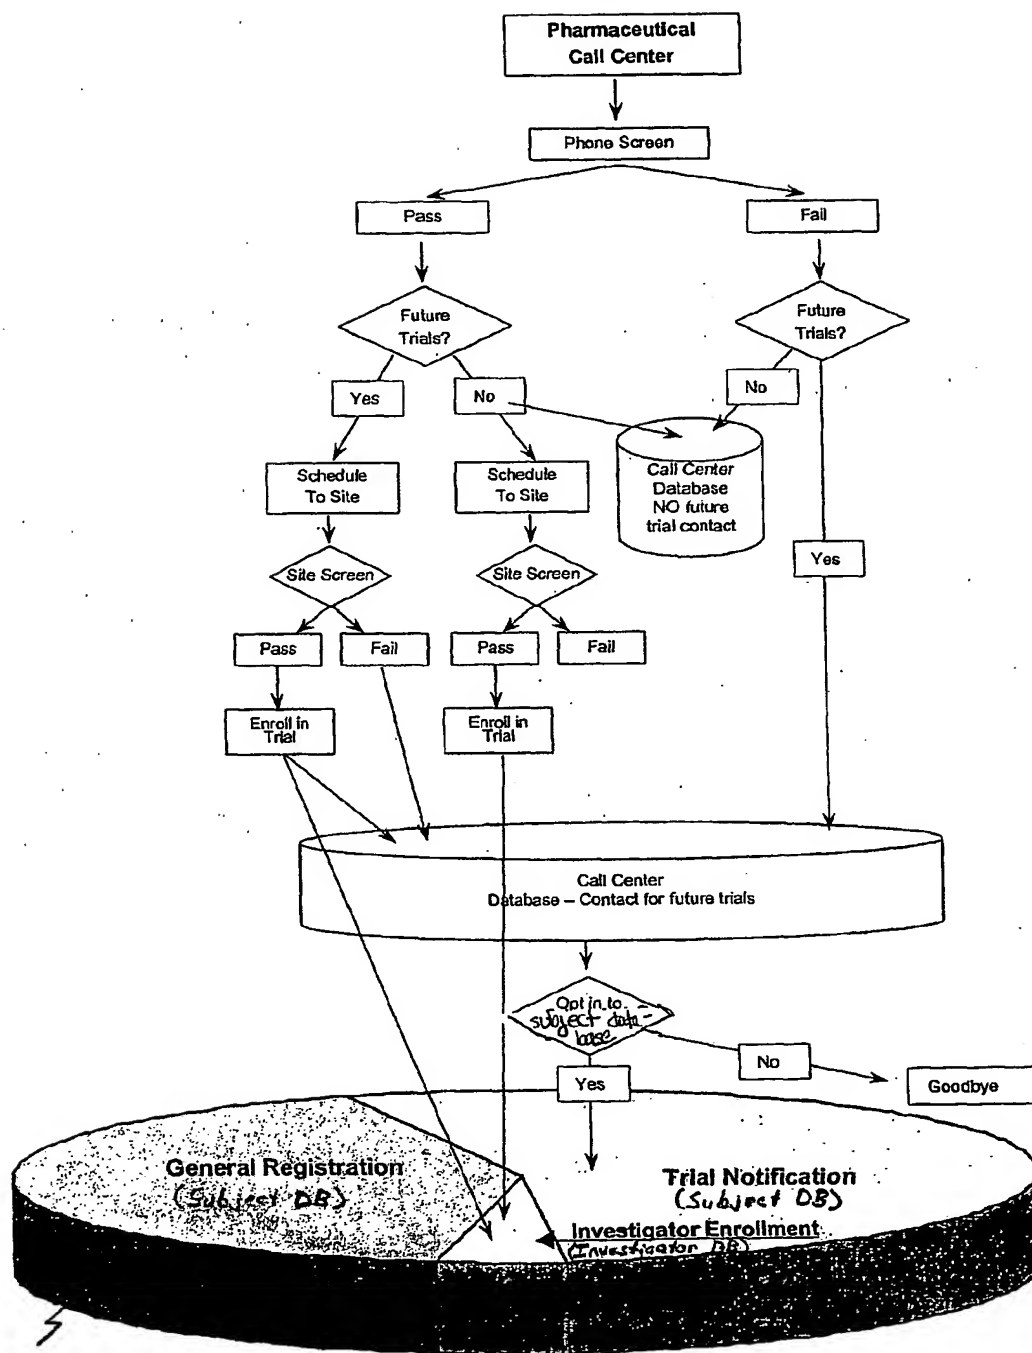 Pharmaceutical
Call Center
Phone Screen
Pass
Fail
Future
Trials?
Future
Trials?
Yes
No
No
Schedule
To Site
Schedule
To Site
Call Center
Database
NO future
trial contact
Yes
Site Screen
Site Screen
Pass
Fail
Pass
Fail
Enroll in
Trial
Enroll in
Trial
Call Center
Database – Contact for future trials
Opt in to
subject data-
base
No
Yes
Goodbye
General Registration
(Subject DB)
Trial Notification
(Subject DB)
Investigator Enrollment
(Investigator DB)